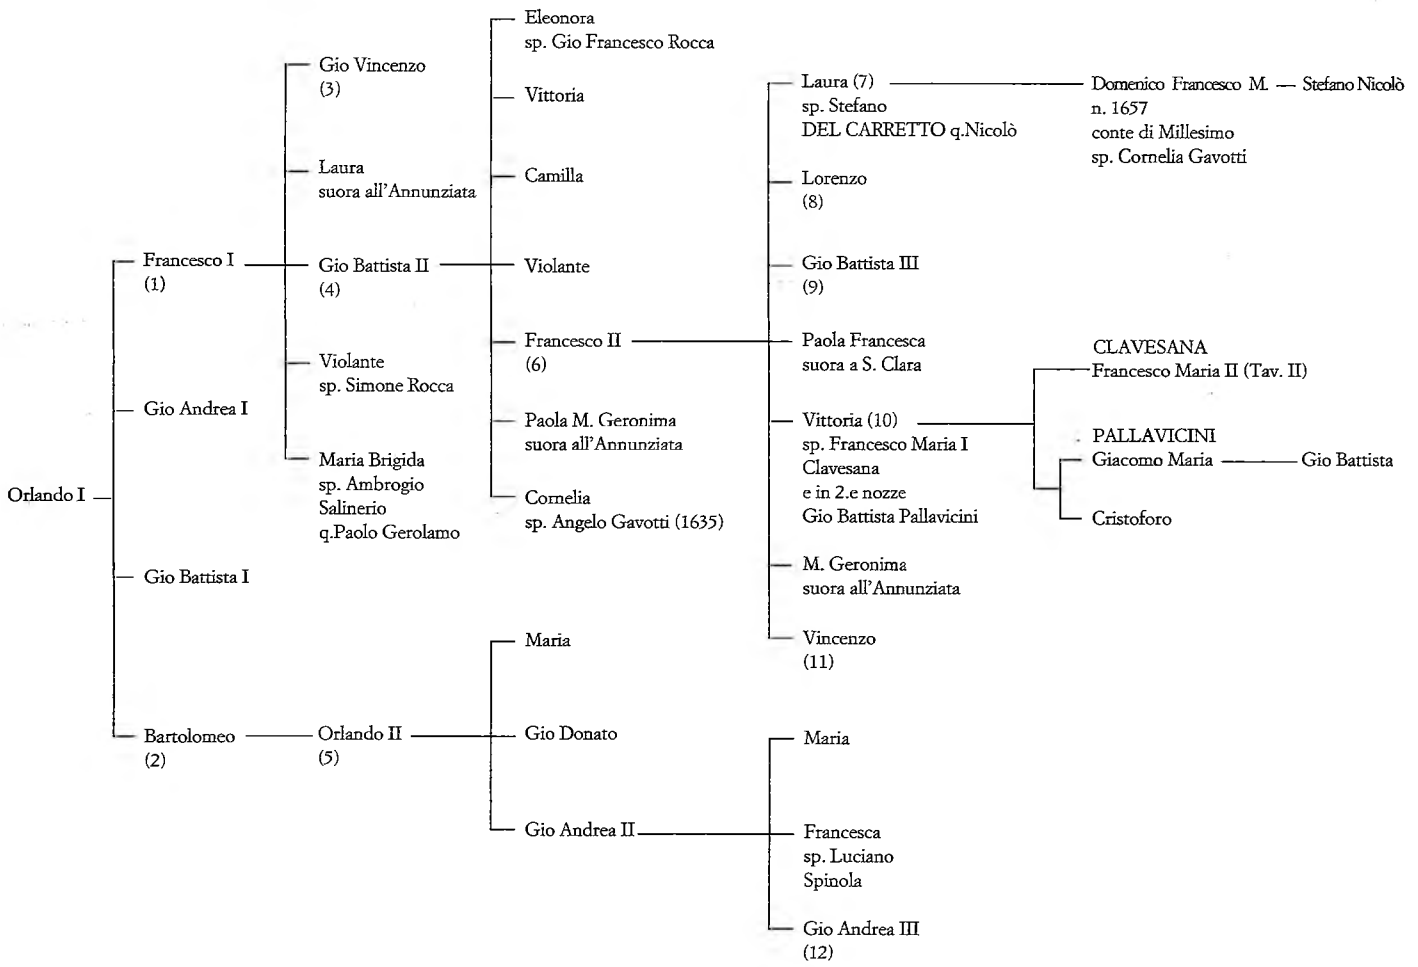 Orlando I
Francesco I
(1)
Gio Andrea I
Gio Battista I
Bartolomeo
(2)
Gio Vincenzo
(3)
Laura
suora all'Annunziata
Gio Battista II
(4)
Violante
sp. Simone Rocca
Maria Brigida
sp. Ambrogio
Salinerio
q.Paolo Gerolamo
Orlando II
(5)
Eleonora
sp. Gio Francesco Rocca
Vittoria
Camilla
Violante
Francesco II
(6)
Paola M. Geronima
suora all'Annunziata
Cornelia
sp. Angelo Gavotti (1635)
Maria
Gio Donato
Gio Andrea II
Laura (7)
sp. Stefano
DEL CARRETTO q.Nicolò
Lorenzo
(8)
Gio Battista III
(9)
Paola Francesca
suora a S. Clara
Vittoria (10)
sp. Francesco Maria I
Clavesana
e in 2.e nozze
Gio Battista Pallavicini
M. Geronima
suora all'Annunziata
Vincenzo
(11)
Maria
Francesca
sp. Luciano
Spinola
Gio Andrea III
(12)
Domenico Francesco M. — Stefano Nicolò
n. 1657
conte di Millesimo
sp. Cornelia Gavotti
CLAVESANA
Francesco Maria II (Tav. II)
PALLAVICINI
Giacomo Maria
Gio Battista
Cristoforo